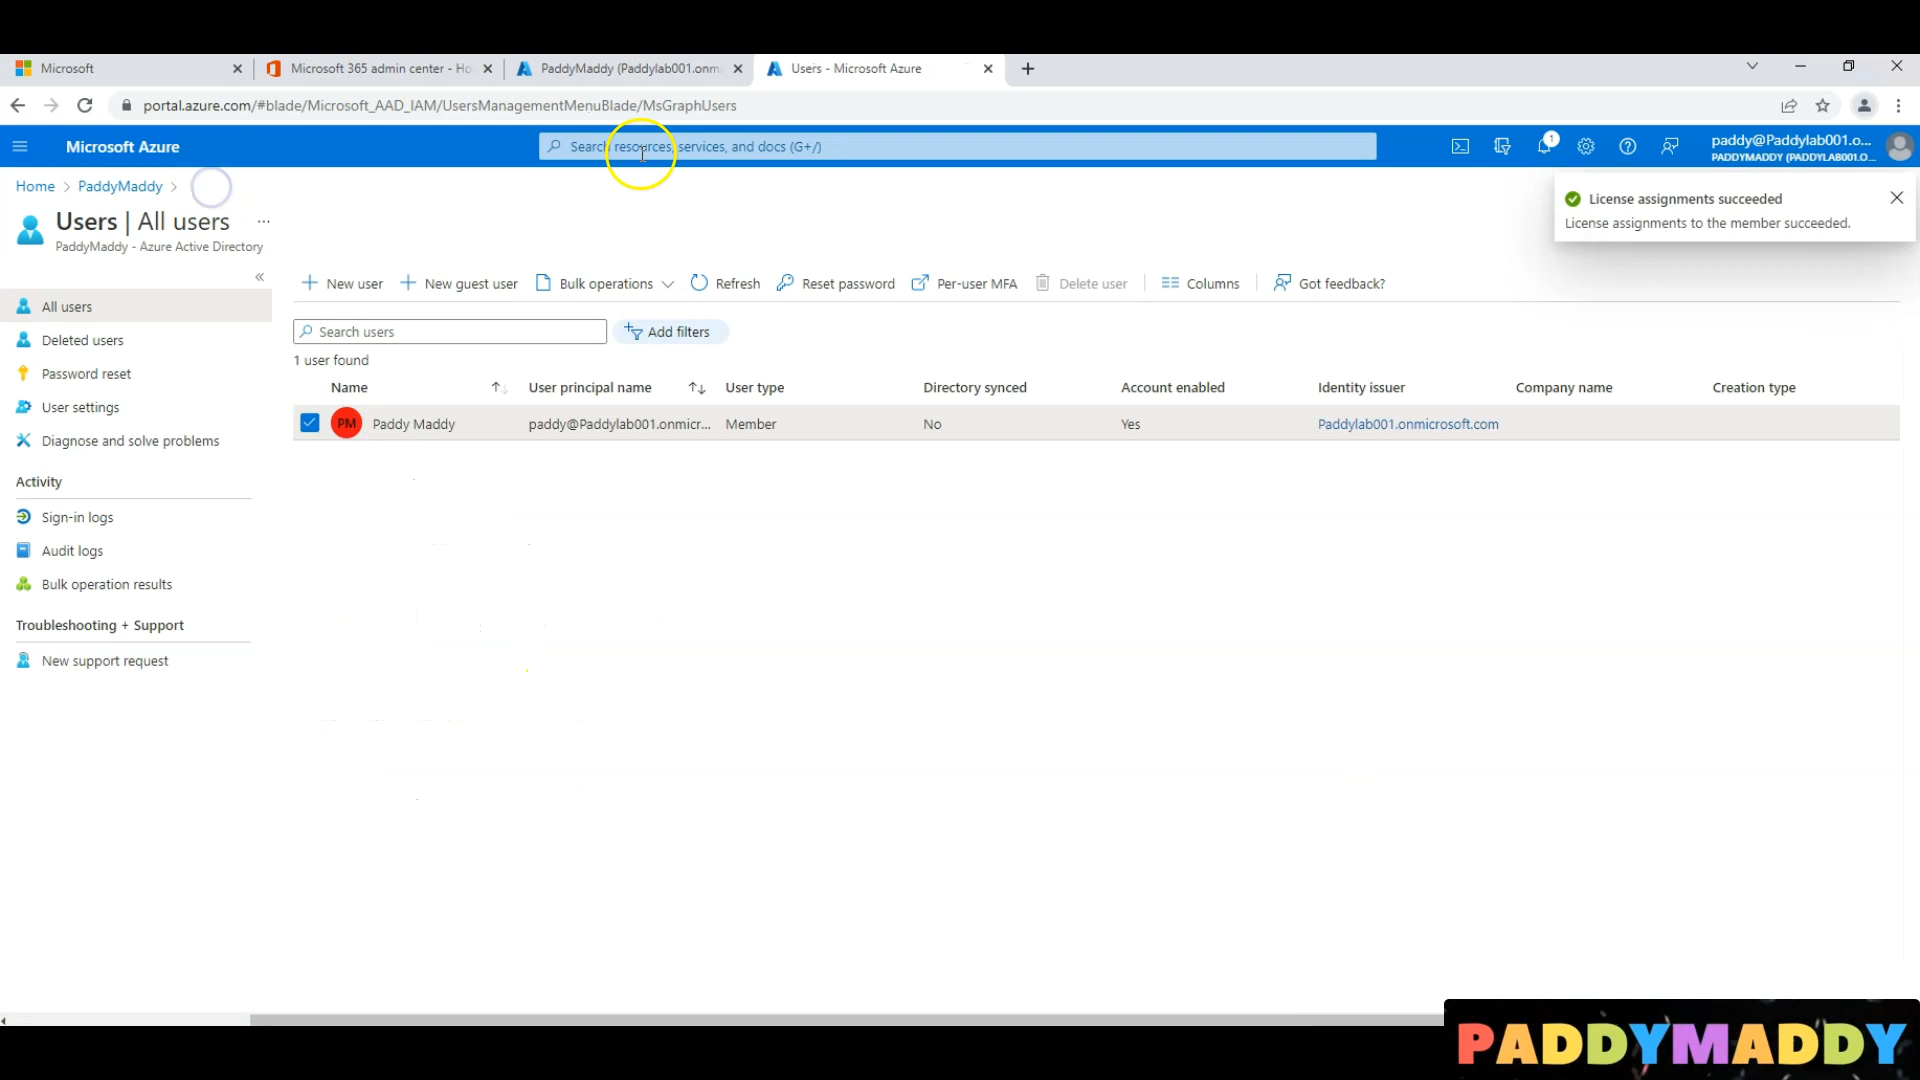 Microsoft
Microsoft 365 admin center - Ho
PaddyMaddy (Paddylab001.onm
Users - Microsoft Azure
portal.azure.com/#blade/Microsoft_AAD_IAM/UsersManagementMenuBlade/MsGraphUsers
Microsoft Azure
Search resources, services, and docs (G+/)
1
paddy@Paddylab001.o...
PADDYMADDY (PADDYLAB001.O...
Home > PaddyMaddy >
Users | All users ...
PaddyMaddy - Azure Active Directory
License assignments succeeded
License assignments to the member succeeded.
«
All users
Deleted users
Password reset
User settings
Diagnose and solve problems
Activity
Sign-in logs
Audit logs
Bulk operation results
Troubleshooting + Support
New support request
New user
New guest user
Bulk operations
Refresh
Reset password
Per-user MFA
Delete user
Columns
Got feedback?
Search users
Add filters
1 user found
Name User principal name User type Directory synced Account enabled Identity issuer Company name Creation type
PM Paddy Maddy paddy@Paddylab001.onmicr... Member No Yes Paddylab001.onmicrosoft.com
PADDYMADDY